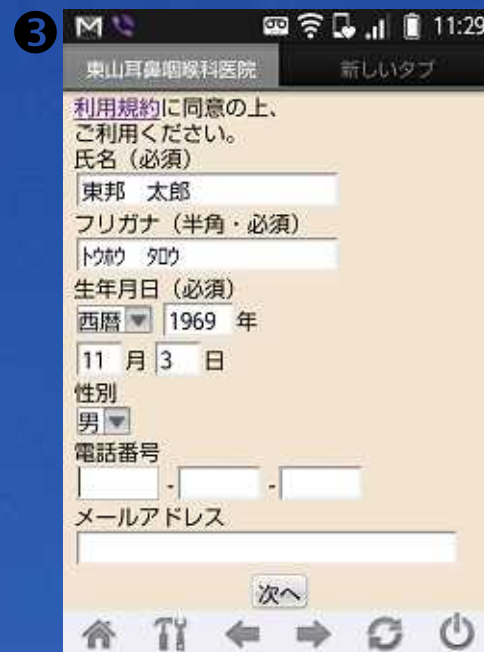 ❸
11:29
東山耳鼻咽喉科医院 新しいタブ
利用規約に同意の上、
ご利用ください。
氏名（必須）
東邦　太郎
フリガナ（半角・必須）
ﾄｳﾎｳ　ﾀﾛｳ
生年月日（必須）
西暦 1969 年
11 月 3 日
性別
男
電話番号
- -
メールアドレス
次へ